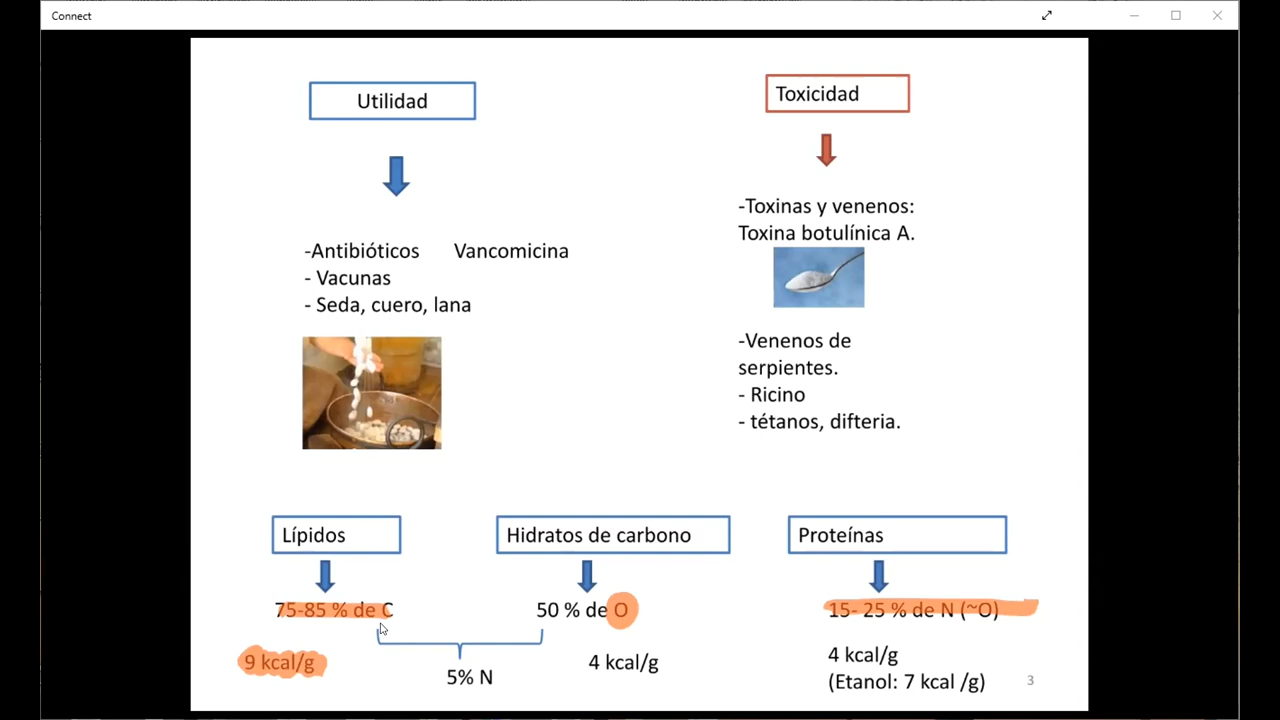 Connect
Utilidad
Toxicidad
-Antibióticos Vancomicina
- Vacunas
- Seda, cuero, lana
-Toxinas y venenos:
Toxina botulínica A.
-Venenos de
serpientes.
- Ricino
- tétanos, difteria.
Lípidos
Hidratos de carbono
Proteínas
75-85 % de C
50 % de O
15- 25 % de N (~O)
9 kcal/g
5% N
4 kcal/g
4 kcal/g
(Etanol: 7 kcal /g)
3